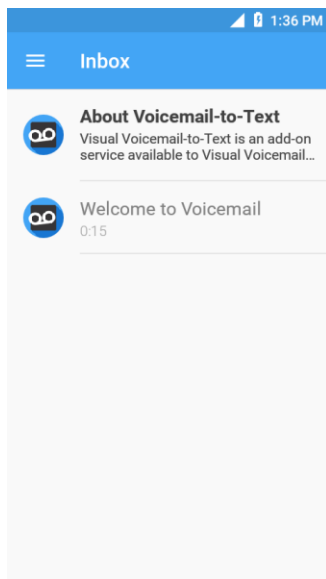 1:36 PM
Inbox
About Voicemail-to-Text
Visual Voicemail-to-Text is an add-on
service available to Visual Voicemail...
Welcome to Voicemail
0:15